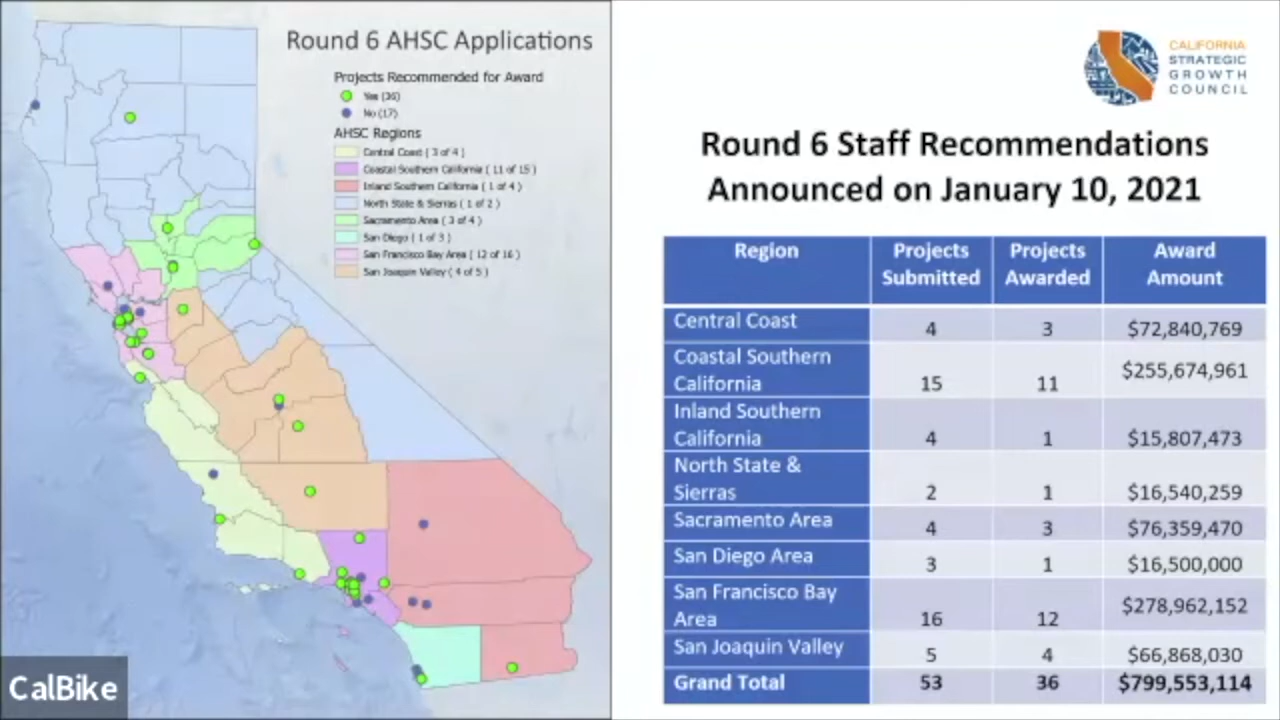 Round 6 AHSC Applications
Projects Recommended for Award
Yes (36)
No (17)
AHSC Regions
Central Coast ( 3 of 4 )
Coastal Southern California ( 11 of 15 )
Inland Southern California ( 1 of 4 )
North State & Sierras ( 1 of 2 )
Sacramento Area ( 3 of 4 )
San Diego ( 1 of 3 )
San Francisco Bay Area ( 12 of 16 )
San Joaquin Valley ( 4 of 5 )
CalBike
CALIFORNIA
STRATEGIC
GROWTH
COUNCIL
Round 6 Staff Recommendations
Announced on January 10, 2021
Region Projects Submitted Projects Awarded Award Amount
Central Coast 4 3 $72,840,769
Coastal Southern California 15 11 $255,674,961
Inland Southern California 4 1 $15,807,473
North State & Sierras 2 1 $16,540,259
Sacramento Area 4 3 $76,359,470
San Diego Area 3 1 $16,500,000
San Francisco Bay Area 16 12 $278,962,152
San Joaquin Valley 5 4 $66,868,030
Grand Total 53 36 $799,553,114